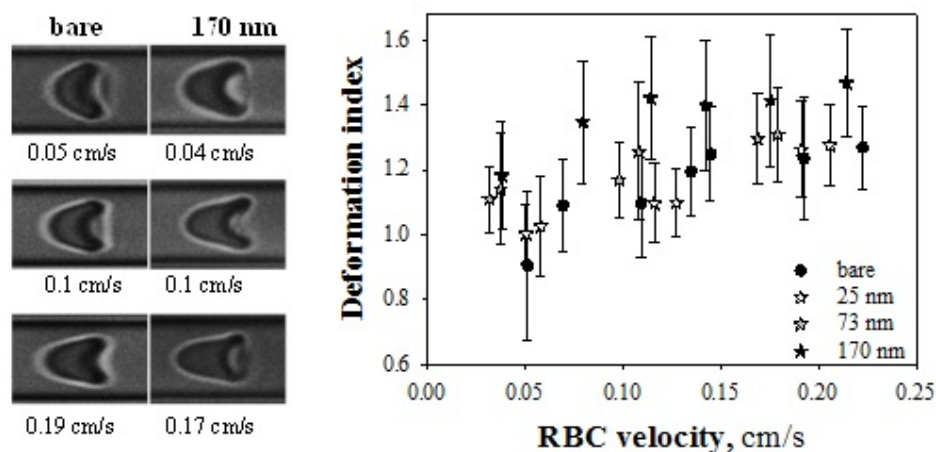 bare 170 nm
0.05 cm/s 0.04 cm/s
0.1 cm/s 0.1 cm/s
0.19 cm/s 0.17 cm/s
Deformation index
1.6
1.4
1.2
1.0
0.8
0.6
bare
25 nm
73 nm
170 nm
0.00 0.05 0.10 0.15 0.20 0.25
RBC velocity, cm/s